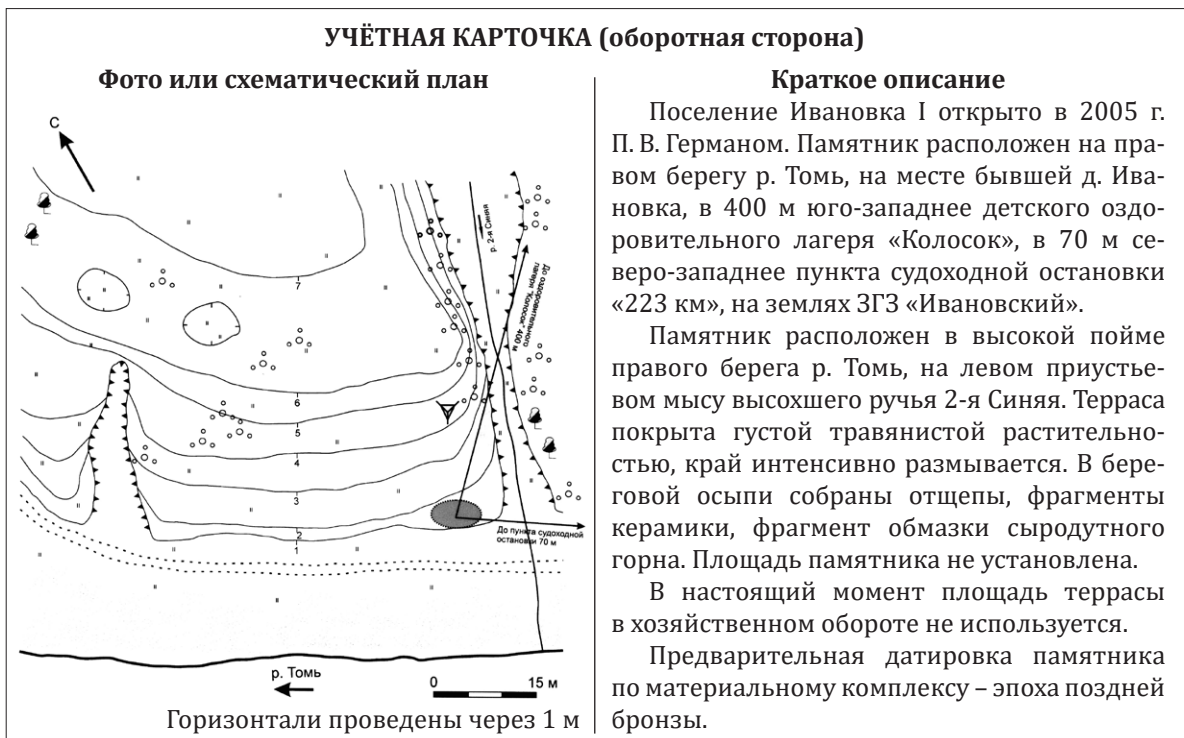 УЧЁТНАЯ КАРТОЧКА (оборотная сторона)
Фото или схематический план
С
р. 2-я Синяя
До оздоровительного
лагеря "Колосок" 400 м
7
6
5
4
3
2
1
До пункта судоходной
остановки 70 м
р. Томь
0
15 м
Горизонтали проведены через 1 м
Краткое описание
Поселение Ивановка I открыто в 2005 г.
П. В. Германом. Памятник расположен на пра-
вом берегу р. Томь, на месте бывшей д. Ива-
новка, в 400 м юго-западнее детского оздо-
ровительного лагеря «Колосок», в 70 м се-
веро-западнее пункта судоходной остановки
«223 км», на землях ЗГЗ «Ивановский».
Памятник расположен в высокой пойме
правого берега р. Томь, на левом приустье-
вом мысу высохшего ручья 2-я Синяя. Терраса
покрыта густой травянистой растительно-
стью, край интенсивно размывается. В бере-
говой осыпи собраны отщепы, фрагменты
керамики, фрагмент обмазки сыродутного
горна. Площадь памятника не установлена.
В настоящий момент площадь террасы
в хозяйственном обороте не используется.
Предварительная датировка памятника
по материальному комплексу – эпоха поздней
бронзы.